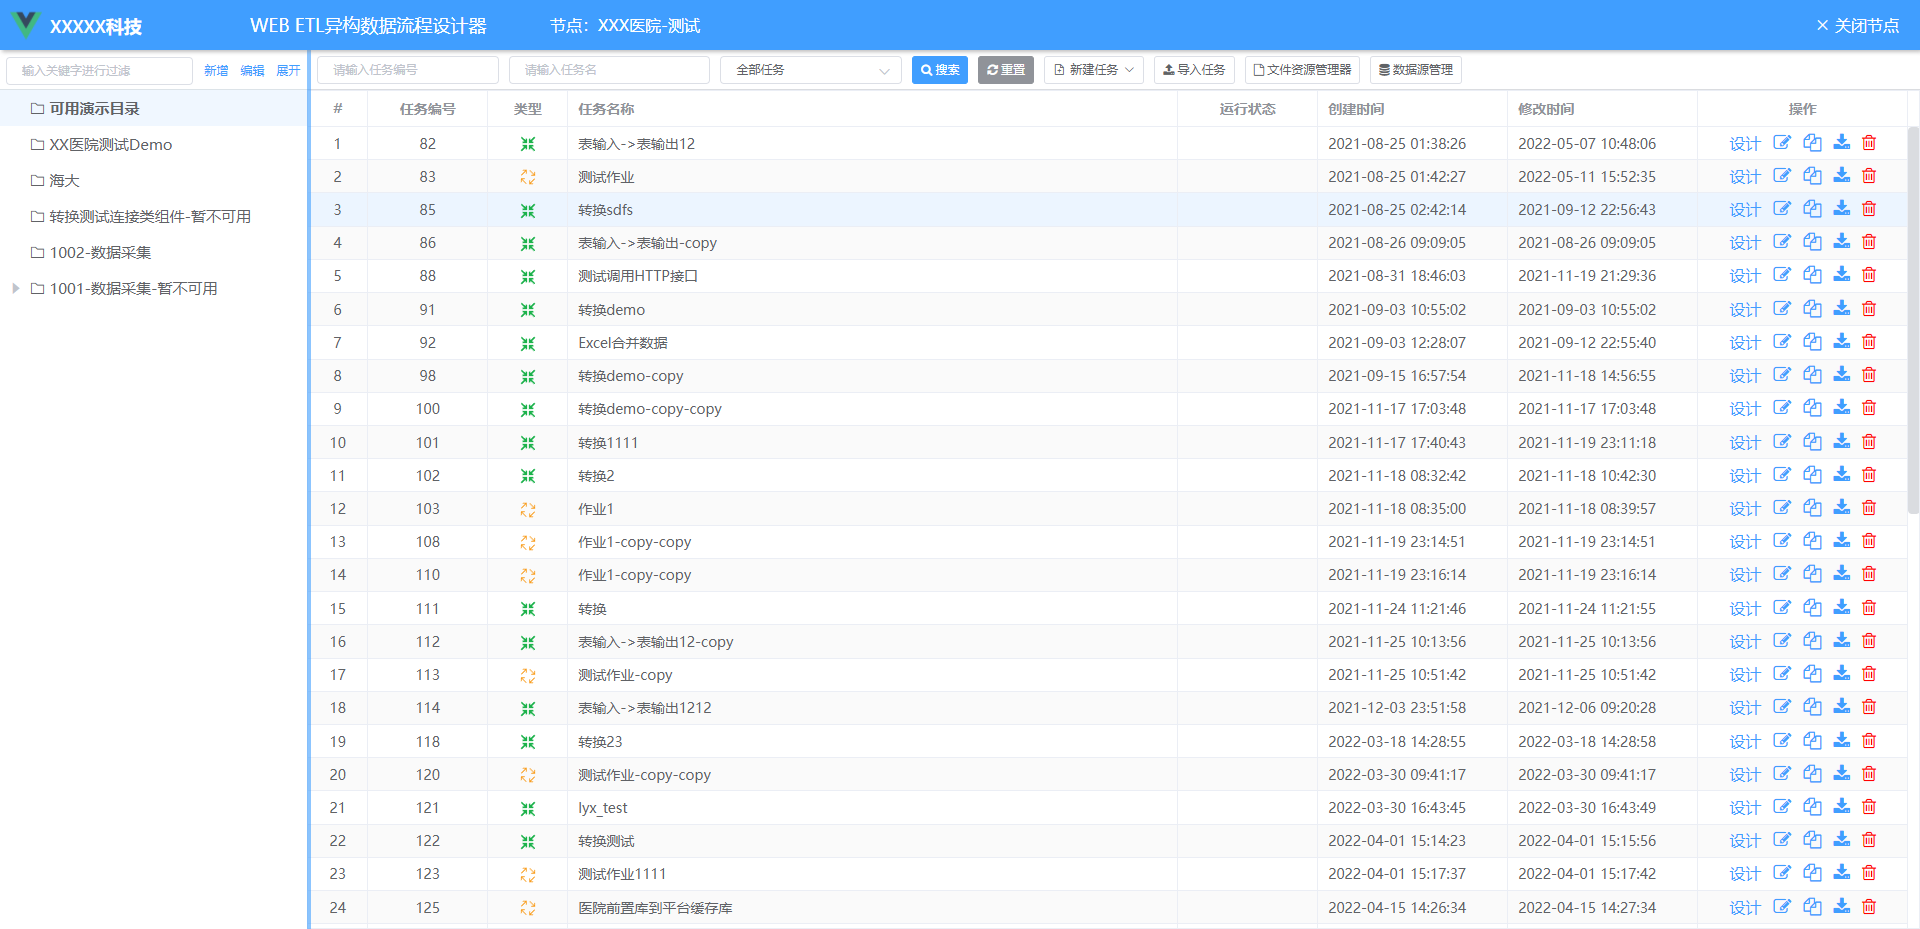 XXXXX科技 WEB ETL异构数据流程设计器 节点：XXX医院-测试 关闭节点
输入关键字进行过滤 新增 编辑 展开 请输入任务编号 请输入任务名 全部任务 搜索 重置 新建任务 导入任务 文件资源管理器 数据源管理
可用演示目录
XX医院测试Demo
海大
转换测试连接类组件-暂不可用
1002-数据采集
1001-数据采集-暂不可用
# 任务编号 类型 任务名称 运行状态 创建时间 修改时间 操作
1 82 表输入->表输出12 2021-08-25 01:38:26 2022-05-07 10:48:06 设计
2 83 测试作业 2021-08-25 01:42:27 2022-05-11 15:52:35 设计
3 85 转换sdfs 2021-08-25 02:42:14 2021-09-12 22:56:43 设计
4 86 表输入->表输出-copy 2021-08-26 09:09:05 2021-08-26 09:09:05 设计
5 88 测试调用HTTP接口 2021-08-31 18:46:03 2021-11-19 21:29:36 设计
6 91 转换demo 2021-09-03 10:55:02 2021-09-03 10:55:02 设计
7 92 Excel合并数据 2021-09-03 12:28:07 2021-09-12 22:55:40 设计
8 98 转换demo-copy 2021-09-15 16:57:54 2021-11-18 14:56:55 设计
9 100 转换demo-copy-copy 2021-11-17 17:03:48 2021-11-17 17:03:48 设计
10 101 转换1111 2021-11-17 17:40:43 2021-11-19 23:11:18 设计
11 102 转换2 2021-11-18 08:32:42 2021-11-18 10:42:30 设计
12 103 作业1 2021-11-18 08:35:00 2021-11-18 08:39:57 设计
13 108 作业1-copy-copy 2021-11-19 23:14:51 2021-11-19 23:14:51 设计
14 110 作业1-copy-copy 2021-11-19 23:16:14 2021-11-19 23:16:14 设计
15 111 转换 2021-11-24 11:21:46 2021-11-24 11:21:55 设计
16 112 表输入->表输出12-copy 2021-11-25 10:13:56 2021-11-25 10:13:56 设计
17 113 测试作业-copy 2021-11-25 10:51:42 2021-11-25 10:51:42 设计
18 114 表输入->表输出1212 2021-12-03 23:51:58 2021-12-06 09:20:28 设计
19 118 转换23 2022-03-18 14:28:55 2022-03-18 14:28:58 设计
20 120 测试作业-copy-copy 2022-03-30 09:41:17 2022-03-30 09:41:17 设计
21 121 lyx_test 2022-03-30 16:43:45 2022-03-30 16:43:49 设计
22 122 转换测试 2022-04-01 15:14:23 2022-04-01 15:15:56 设计
23 123 测试作业1111 2022-04-01 15:17:37 2022-04-01 15:17:42 设计
24 125 医院前置库到平台缓存库 2022-04-15 14:26:34 2022-04-15 14:27:34 设计